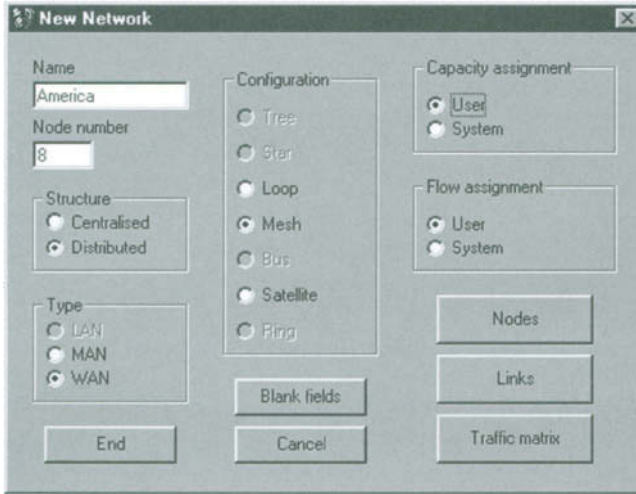 New Network
Name
America
Node number
8
Structure
Centralised
Distributed
Type
LAN
MAN
WAN
End
Configuration
Tree
Star
Loop
Mesh
Bus
Satellite
Ring
Blank fields
Cancel
Capacity assignment
User
System
Flow assignment
User
System
Nodes
Links
Traffic matrix